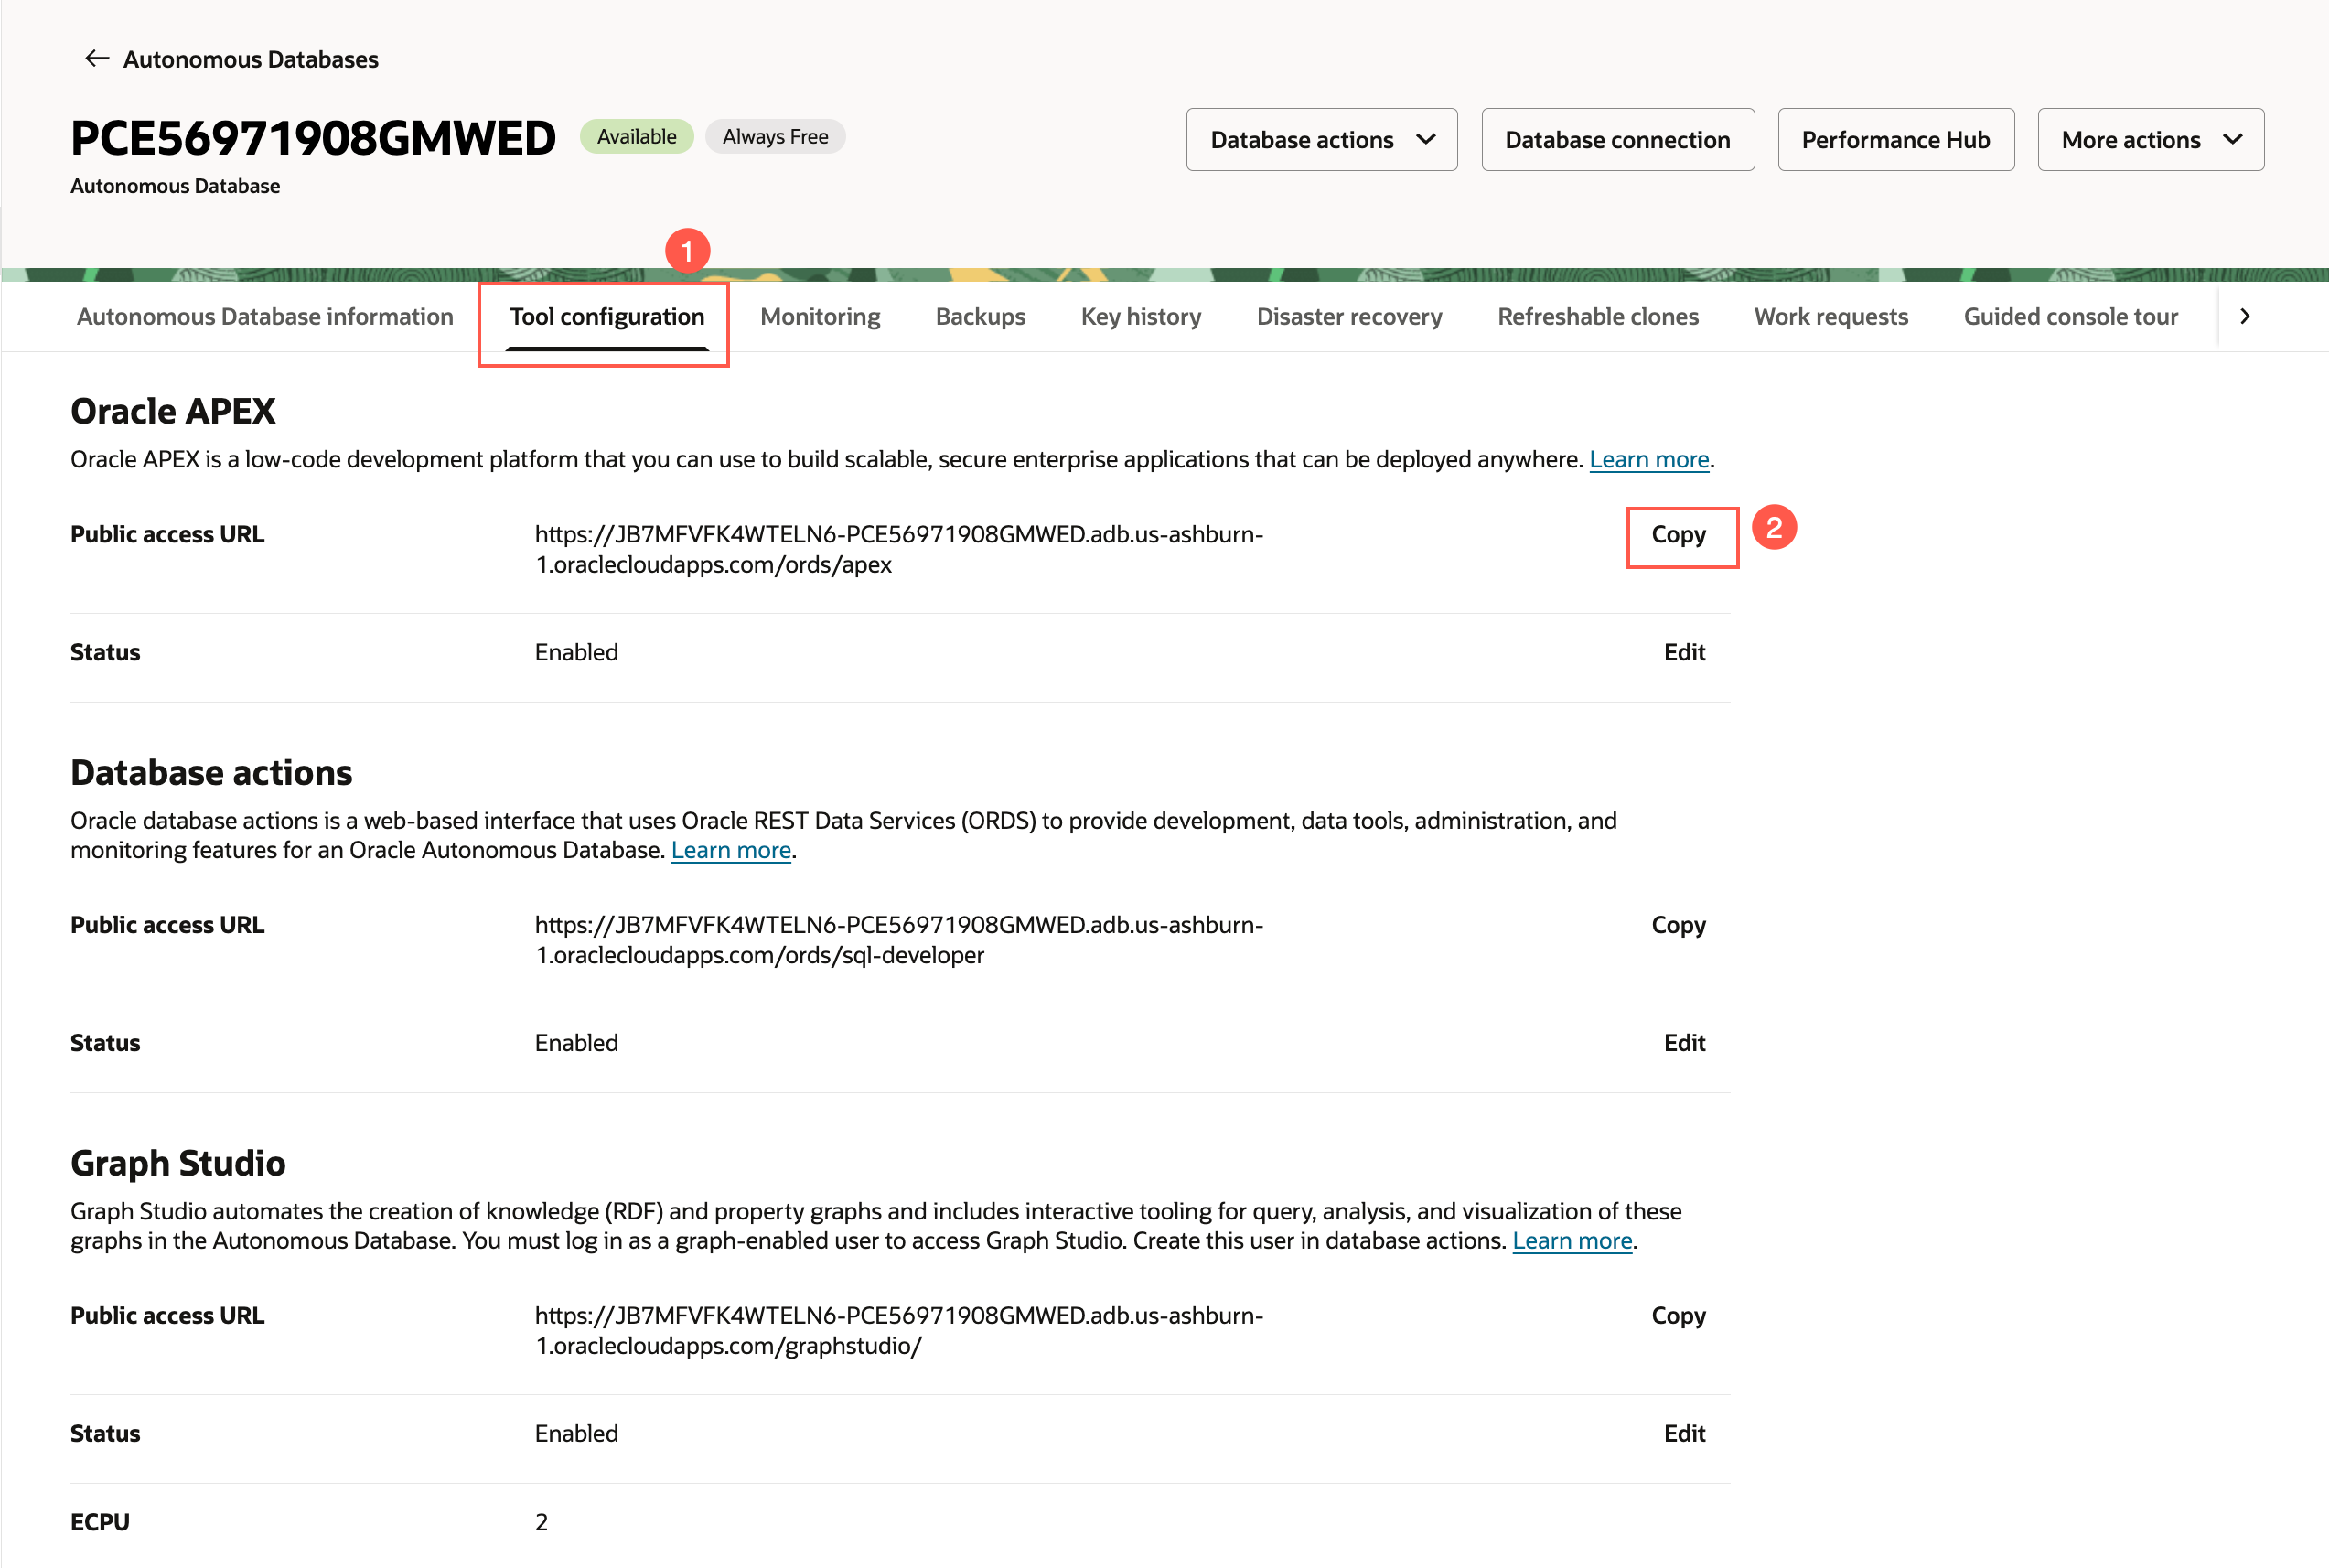 ← Autonomous Databases
PCE56971908GMWED Available Always Free
Autonomous Database
Database actions Database connection Performance Hub More actions
1
Autonomous Database information Tool configuration Monitoring Backups Key history Disaster recovery Refreshable clones Work requests Guided console tour
Oracle APEX
Oracle APEX is a low-code development platform that you can use to build scalable, secure enterprise applications that can be deployed anywhere. Learn more.
Public access URL https://JB7MFVFK4WTELN6-PCE56971908GMWED.adb.us-ashburn- Copy 2
1.oraclecloudapps.com/ords/apex
Status Enabled Edit
Database actions
Oracle database actions is a web-based interface that uses Oracle REST Data Services (ORDS) to provide development, data tools, administration, and
monitoring features for an Oracle Autonomous Database. Learn more.
Public access URL https://JB7MFVFK4WTELN6-PCE56971908GMWED.adb.us-ashburn- Copy
1.oraclecloudapps.com/ords/sql-developer
Status Enabled Edit
Graph Studio
Graph Studio automates the creation of knowledge (RDF) and property graphs and includes interactive tooling for query, analysis, and visualization of these
graphs in the Autonomous Database. You must log in as a graph-enabled user to access Graph Studio. Create this user in database actions. Learn more.
Public access URL https://JB7MFVFK4WTELN6-PCE56971908GMWED.adb.us-ashburn- Copy
1.oraclecloudapps.com/graphstudio/
Status Enabled Edit
ECPU 2